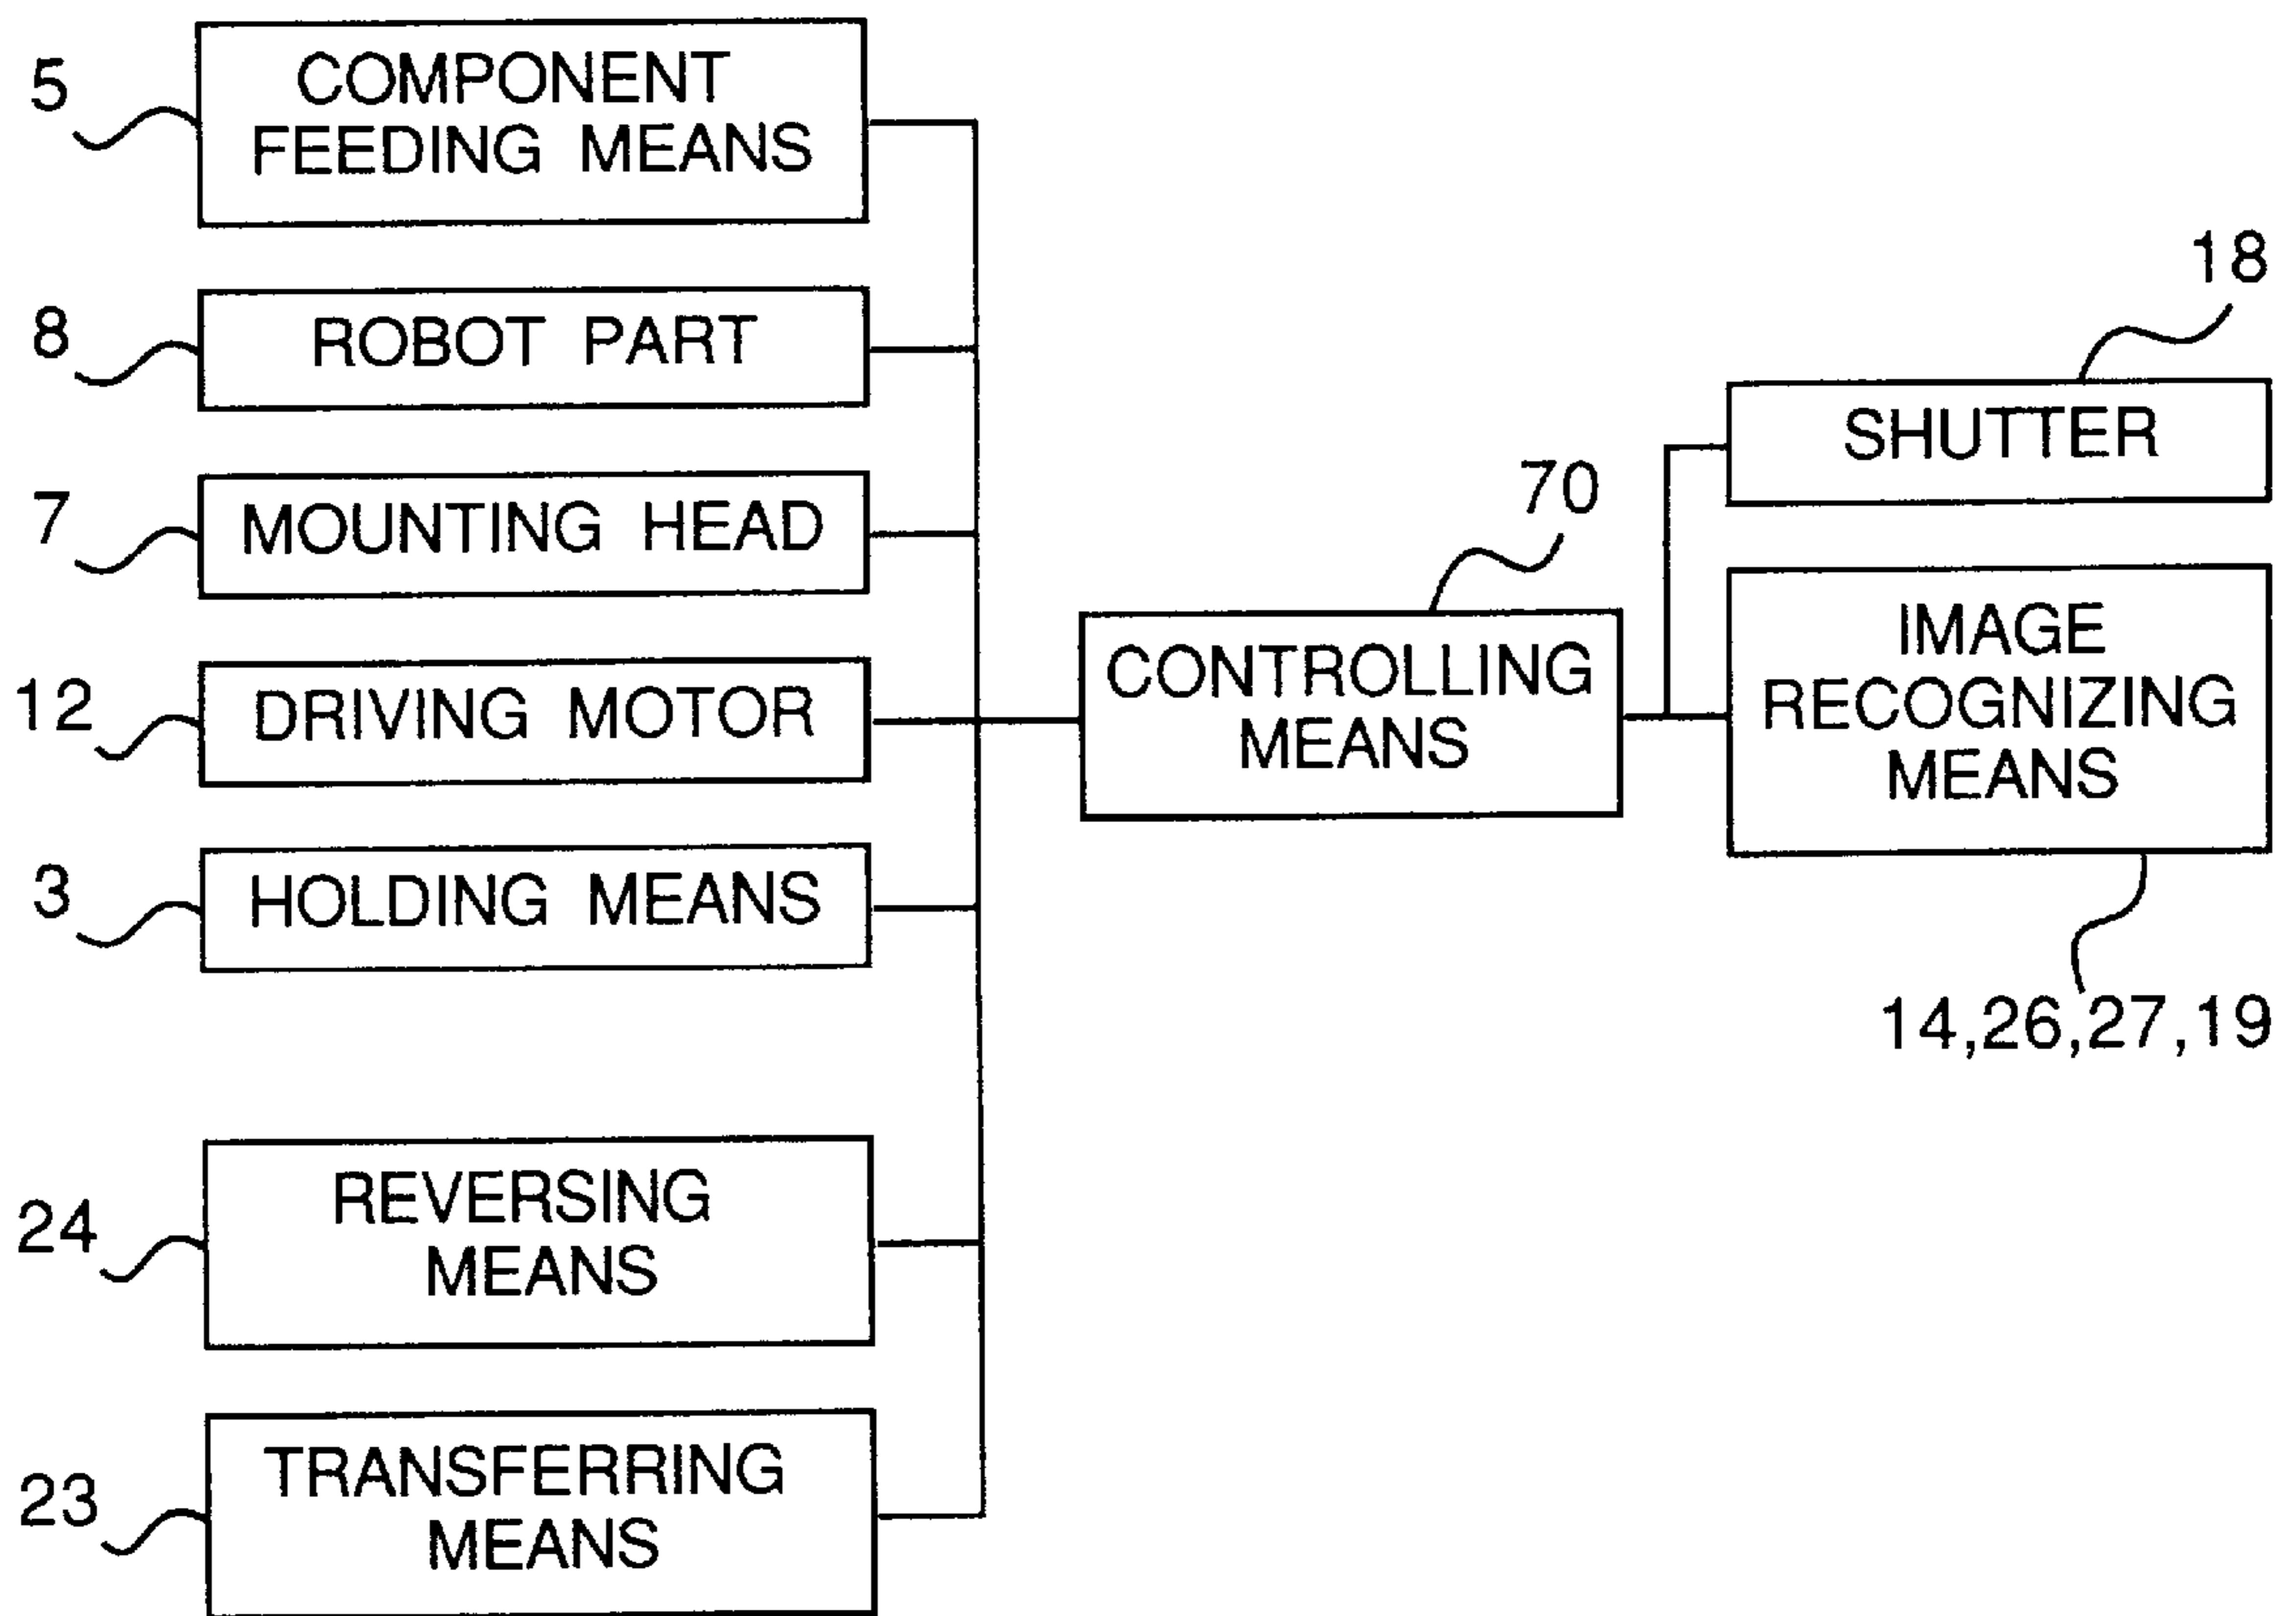 5
COMPONENT
FEEDING MEANS
8
ROBOT PART
7
MOUNTING HEAD
12
DRIVING MOTOR
3
HOLDING MEANS
24
REVERSING
MEANS
23
TRANSFERRING
MEANS
70
CONTROLLING
MEANS
18
SHUTTER
IMAGE
RECOGNIZING
MEANS
14,26,27,19